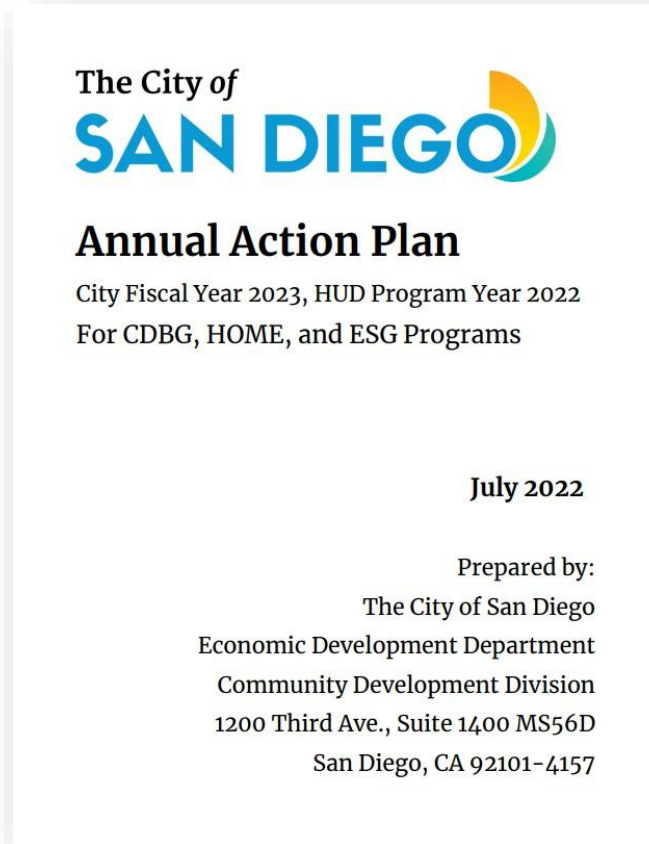 The City of
SAN DIEGO
Annual Action Plan
City Fiscal Year 2023, HUD Program Year 2022
For CDBG, HOME, and ESG Programs
July 2022
Prepared by:
The City of San Diego
Economic Development Department
Community Development Division
1200 Third Ave., Suite 1400 MS56D
San Diego, CA 92101-4157